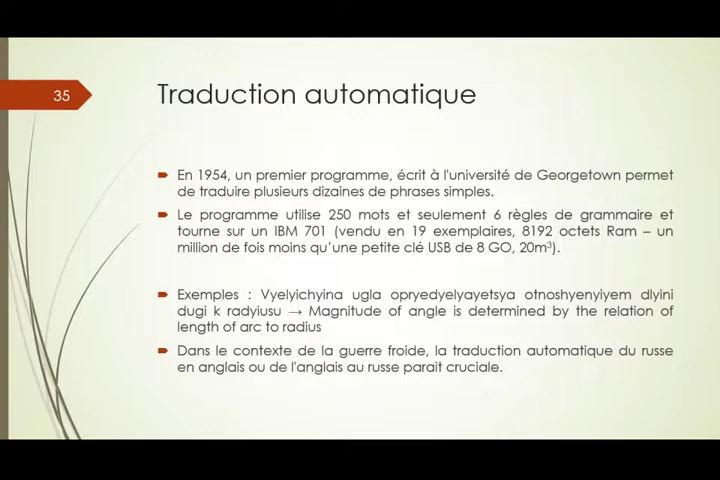 35
Traduction automatique
En 1954, un premier programme, écrit à l'université de Georgetown permet
de traduire plusieurs dizaines de phrases simples.
Le programme utilise 250 mots et seulement 6 règles de grammaire et
tourne sur un IBM 701 (vendu en 19 exemplaires, 8192 octets Ram – un
million de fois moins qu'une petite clé USB de 8 GO, 20m³).
Exemples : Vyelyichyina ugla opryedyelyayetsya otnoshyenyiyem dlyini
dugi k radyiusu → Magnitude of angle is determined by the relation of
length of arc to radius
Dans le contexte de la guerre froide, la traduction automatique du russe
en anglais ou de l'anglais au russe parait cruciale.